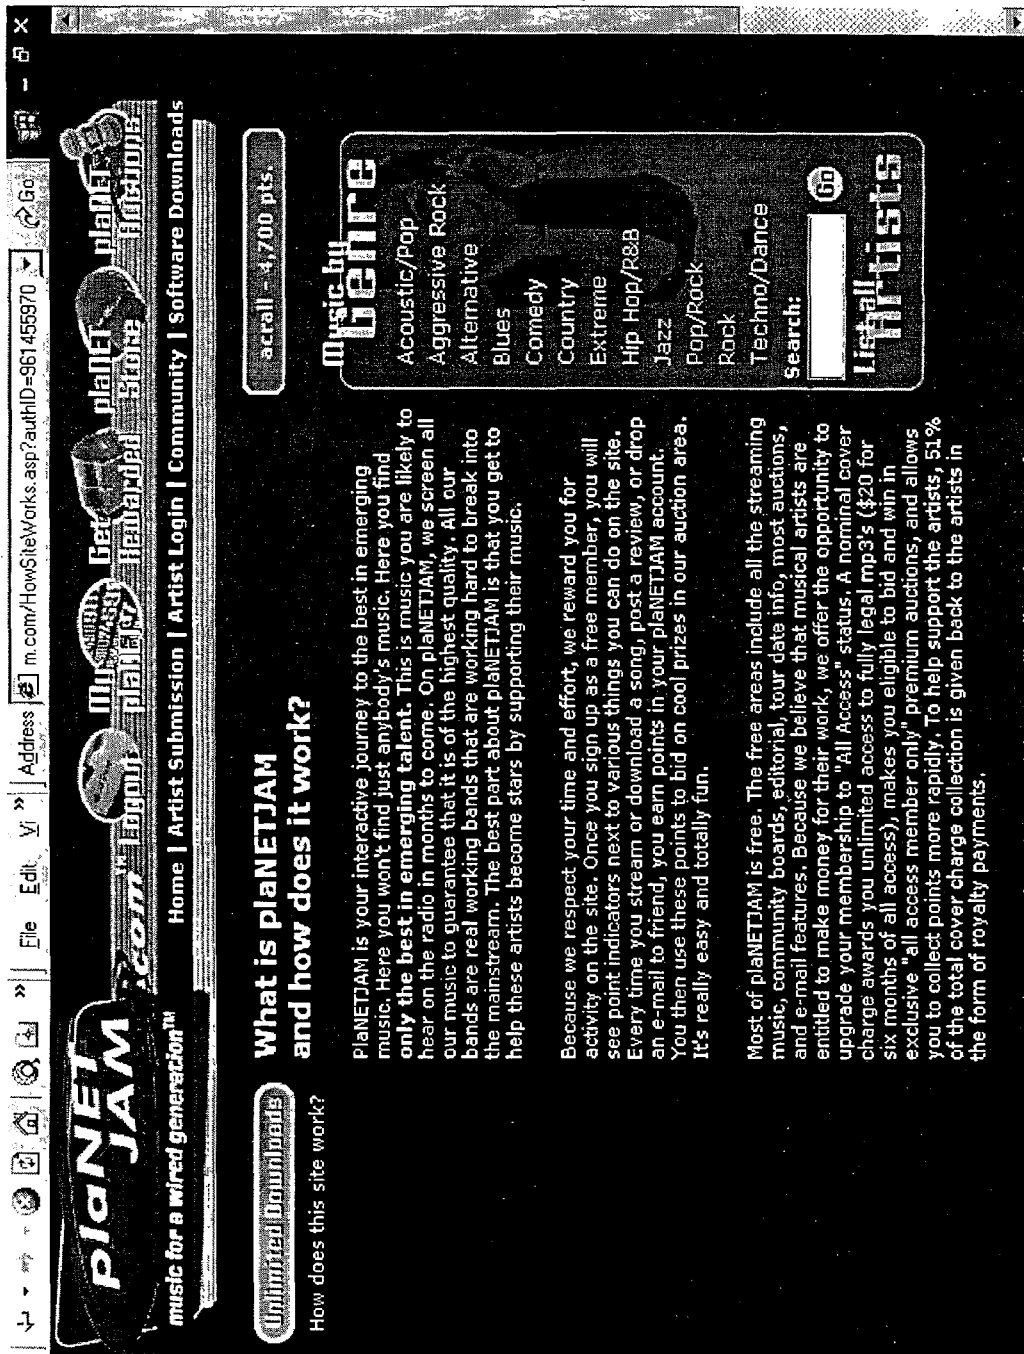 File Edit Vi » Address m.com/HowSiteWorks.asp?authID=961455970 Go
plaNET JAM .com™
Logout
My plaNETJAM
Get Rewarded
plaNET Store
plaNET Auctions
music for a wired generation™
Home | Artist Submission | Artist Login | Community | Software Downloads
Unlimited Downloads
How does this site work?
What is plaNETJAM
and how does it work?
PlaNETJAM is your interactive journey to the best in emerging
music. Here you won't find just anybody's music. Here you find
only the best in emerging talent. This is music you are likely to
hear on the radio in months to come. On plaNETJAM, we screen all
our music to guarantee that it is of the highest quality. All our
bands are real working bands that are working hard to break into
the mainstream. The best part about plaNETJAM is that you get to
help these artists become stars by supporting their music.
Because we respect your time and effort, we reward you for
activity on the site. Once you sign up as a free member, you will
see point indicators next to various things you can do on the site.
Every time you stream or download a song, post a review, or drop
an e-mail to friend, you earn points in your plaNETJAM account.
You then use these points to bid on cool prizes in our auction area.
It's really easy and totally fun.
Most of plaNETJAM is free. The free areas include all the streaming
music, community boards, editorial, tour date info, most auctions,
and e-mail features. Because we believe that musical artists are
entitled to make money for their work, we offer the opportunity to
upgrade your membership to "All Access" status. A nominal cover
charge awards you unlimited access to fully legal mp3's ($20 for
six months of all access), makes you eligible to bid and win in
exclusive "all access member only" premium auctions, and allows
you to collect points more rapidly. To help support the artists, 51%
of the total cover charge collection is given back to the artists in
the form of royalty payments.
acrall - 4,700 pts.
Music by
Genre
Acoustic/Pop
Aggressive Rock
Alternative
Blues
Comedy
Country
Extreme
Hip Hop/R&B
Jazz
Pop/Rock
Rock
Techno/Dance
search:
Go
List all
Artists